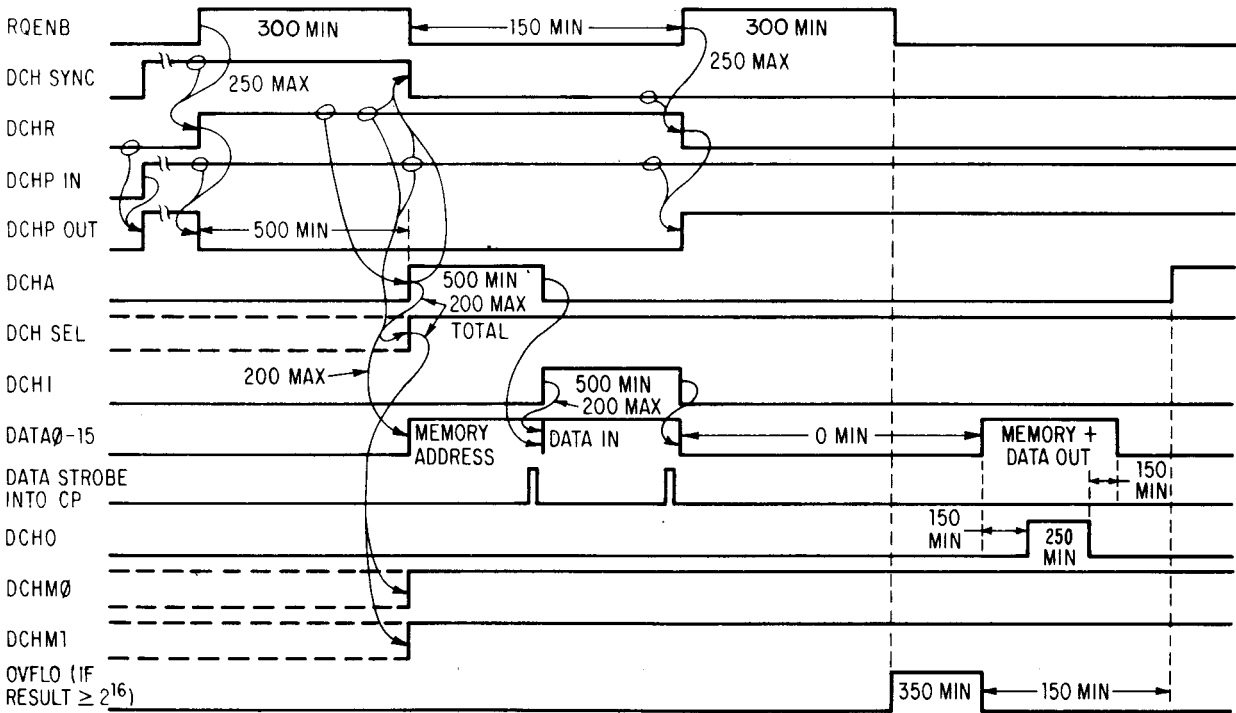 RQENB
300 MIN
150 MIN
300 MIN
DCH SYNC
250 MAX
250 MAX
DCHR
DCHP IN
DCHP OUT
500 MIN
DCHA
500 MIN
200 MAX
TOTAL
DCH SEL
200 MAX
DCHI
500 MIN
200 MAX
DATAØ-15
MEMORY
ADDRESS
DATA IN
0 MIN
MEMORY +
DATA OUT
150
MIN
DATA STROBE
INTO CP
DCHO
150
MIN
250
MIN
DCHMØ
DCHM1
OVFLO (IF
RESULT ≥ 2¹⁶)
350 MIN
150 MIN